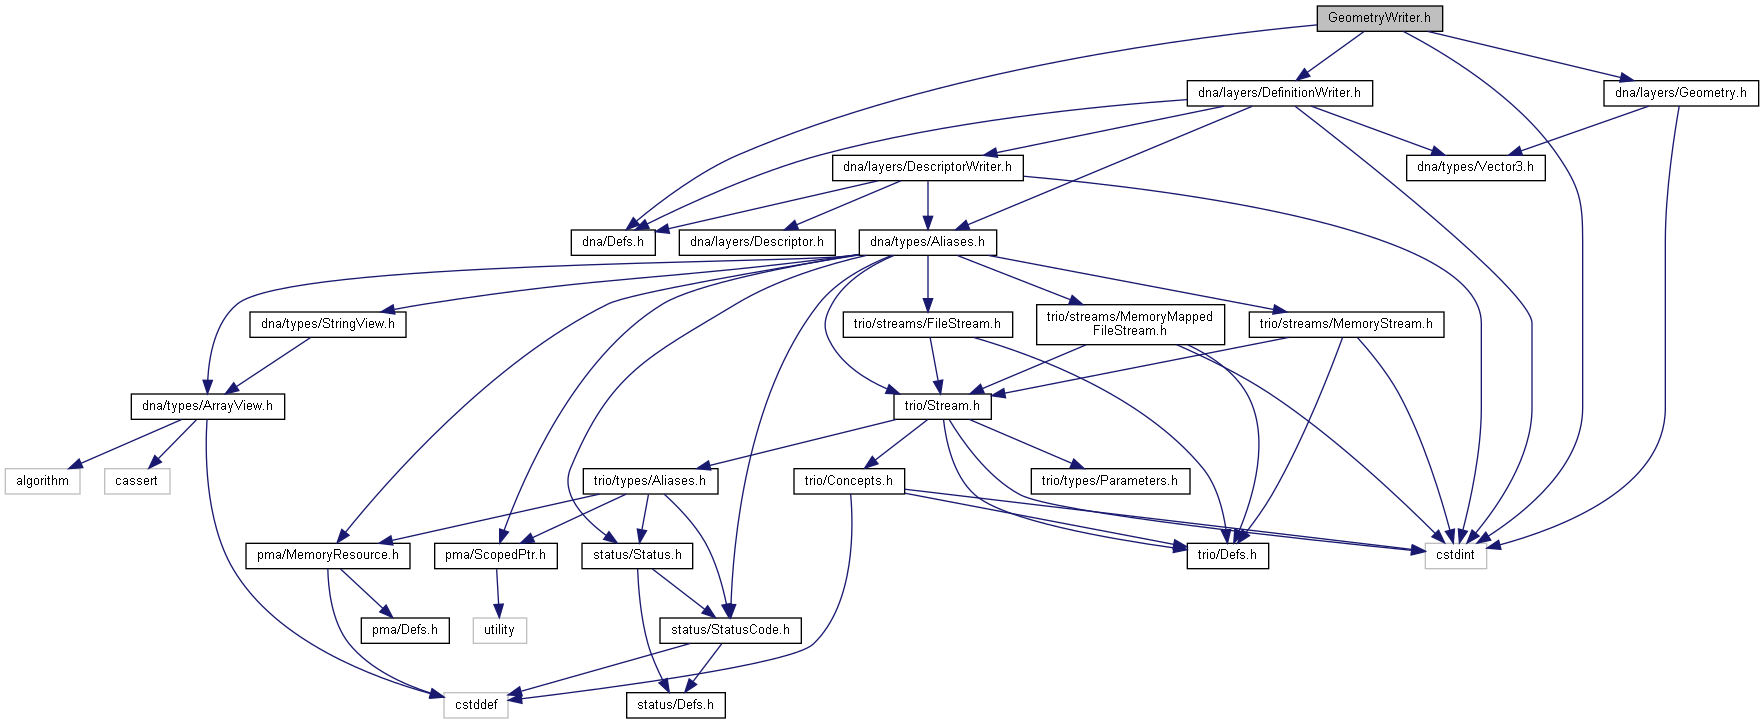 GeometryWriter.h
dna/layers/DefinitionWriter.h
dna/layers/Geometry.h
dna/layers/DescriptorWriter.h
dna/types/Vector3.h
dna/Defs.h
dna/layers/Descriptor.h
dna/types/Aliases.h
dna/types/StringView.h
trio/streams/FileStream.h
trio/streams/MemoryMapped
FileStream.h
trio/streams/MemoryStream.h
dna/types/ArrayView.h
trio/Stream.h
algorithm
cassert
trio/types/Aliases.h
trio/Concepts.h
trio/types/Parameters.h
pma/MemoryResource.h
pma/ScopedPtr.h
status/Status.h
trio/Defs.h
cstdint
pma/Defs.h
utility
status/StatusCode.h
cstddef
status/Defs.h